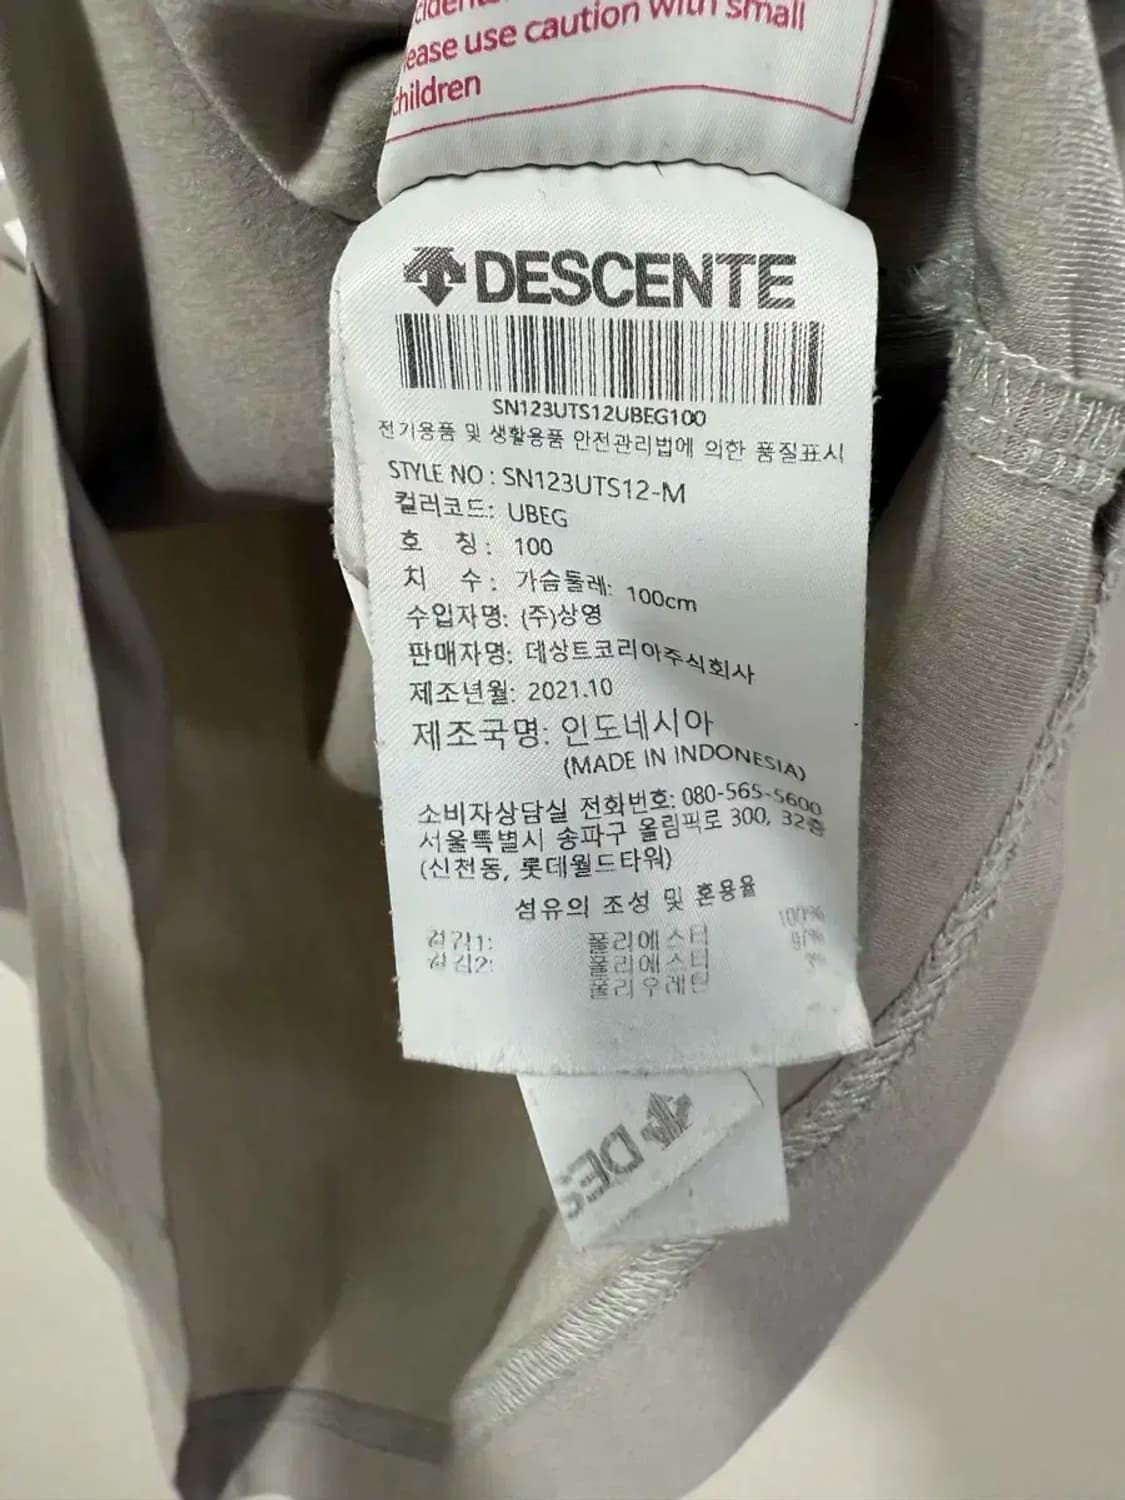 ease use caution with small
children
DESCENTE
SN123UTS12UBEG100
전기용품 및 생활용품 안전관리법에 의한 품질표시
STYLE NO : SN123UTS12-M
컬러코드: UBEG
호 칭 : 100
치 수 : 가슴둘레: 100cm
수입자명: (주)상영
판매자명: 데상트코리아주식회사
제조년월: 2021.10
제조국명: 인도네시아
(MADE IN INDONESIA)
소비자상담실 전화번호: 080-565-5600
서울특별시 송파구 올림픽로 300, 32층
(신천동, 롯데월드타워)
섬유의 조성 및 혼용율
겉감1: 폴리에스터 100%
겉감2: 폴리에스터
폴리우레탄
DES